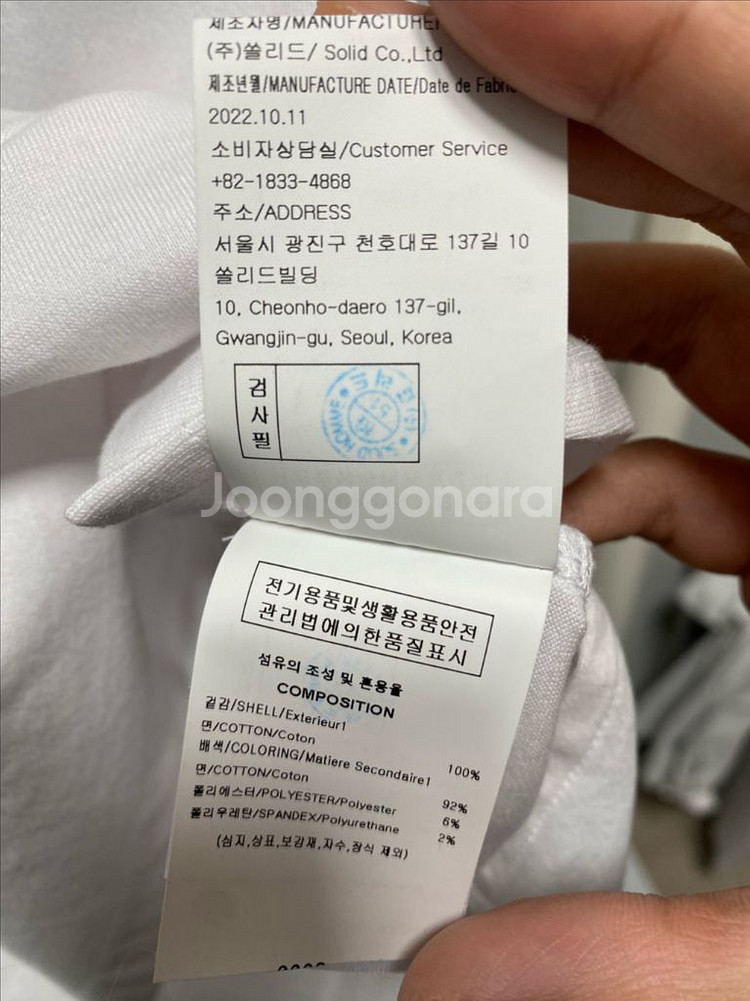 제조자명/MANUFACTURER
(주)쏠리드/ Solid Co.,Ltd
제조년월/MANUFACTURE DATE/Date de
2022.10.11
소비자상담실/Customer Service
+82-1833-4868
주소/ADDRESS
서울시 광진구 천호대로 137길 10
쏠리드빌딩
10, Cheonho-daero 137-gil,
Gwangjin-gu, Seoul, Korea
검사필
Joonggonara
전기용품및생활용품안전
관리법에의한품질표시
섬유의 조성 및 혼용율
COMPOSITION
겉감/SHELL/Exterieur1
면/COTTON/Coton 100%
배색/COLORING/Matiere Secondaire1
면/COTTON/Coton 92%
폴리에스터/POLYESTER/Polyester 6%
폴리우레탄/SPANDEX/Polyurethane 2%
(심지,상표,보강재,자수,장식 제외)